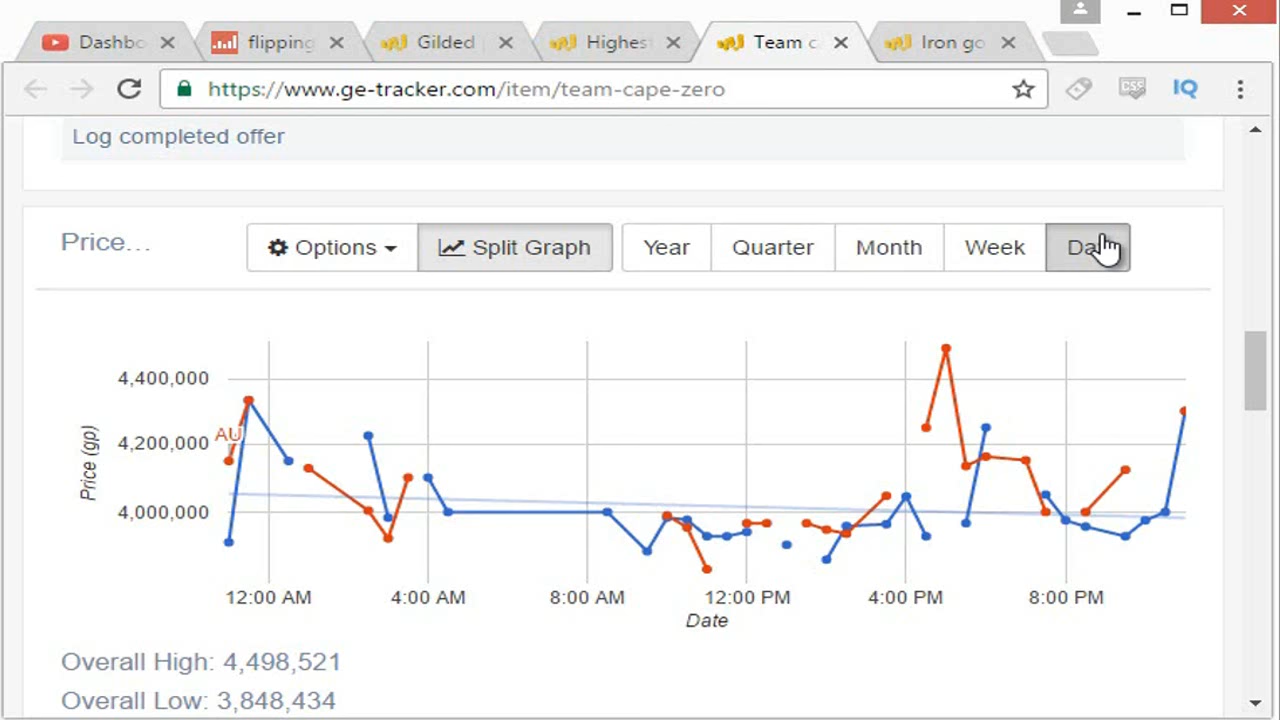 Dashbo
flipping
Gilded
Highest
Team c
Iron go
https://www.ge-tracker.com/item/team-cape-zero
CSS
IQ
Log completed offer
Price...
Options
Split Graph
Year
Quarter
Month
Week
Da
4,400,000
4,200,000
4,000,000
AU
Price (gp)
12:00 AM
4:00 AM
8:00 AM
12:00 PM
4:00 PM
8:00 PM
Date
Overall High: 4,498,521
Overall Low: 3,848,434